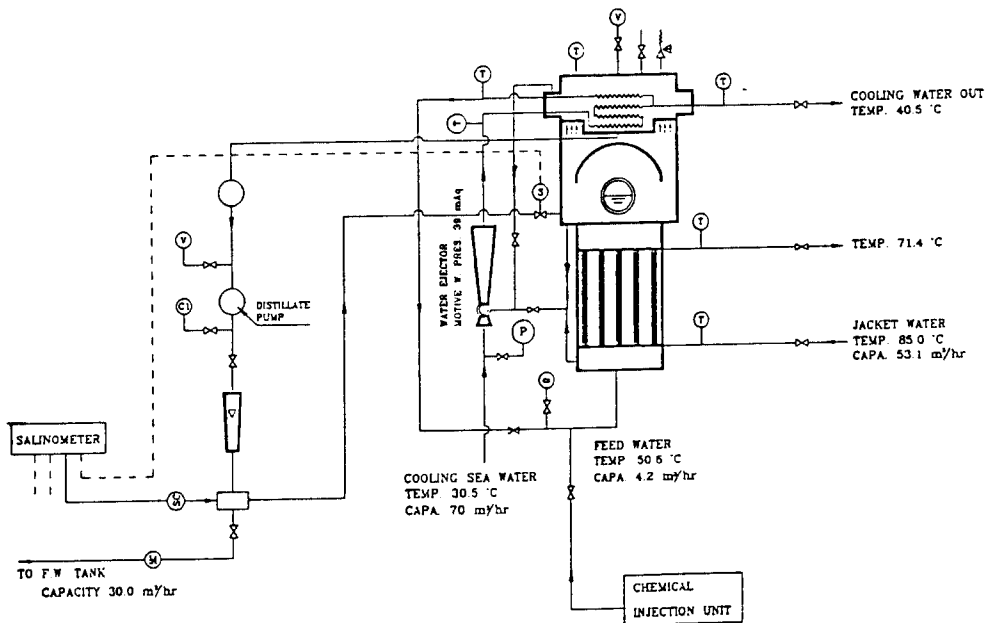 V
T
T
T
T
COOLING WATER OUT
TEMP. 40.5 °C
S
V
WATER EJECTOR
MOTIVE W. PRES. 39 mAq
T
TEMP. 71.4 °C
C1
DISTILLATE
PUMP
P
T
JACKET WATER
TEMP. 85.0 °C
CAPA. 53.1 m³/hr
SALINOMETER
FEED WATER
TEMP 50.6 °C
CAPA. 4.2 m³/hr
COOLING SEA WATER
TEMP. 30.5 °C
CAPA. 70 m³/hr
SC
M
TO F.W TANK
CAPACITY 30.0 m³/hr
CHEMICAL
INJECTION UNIT